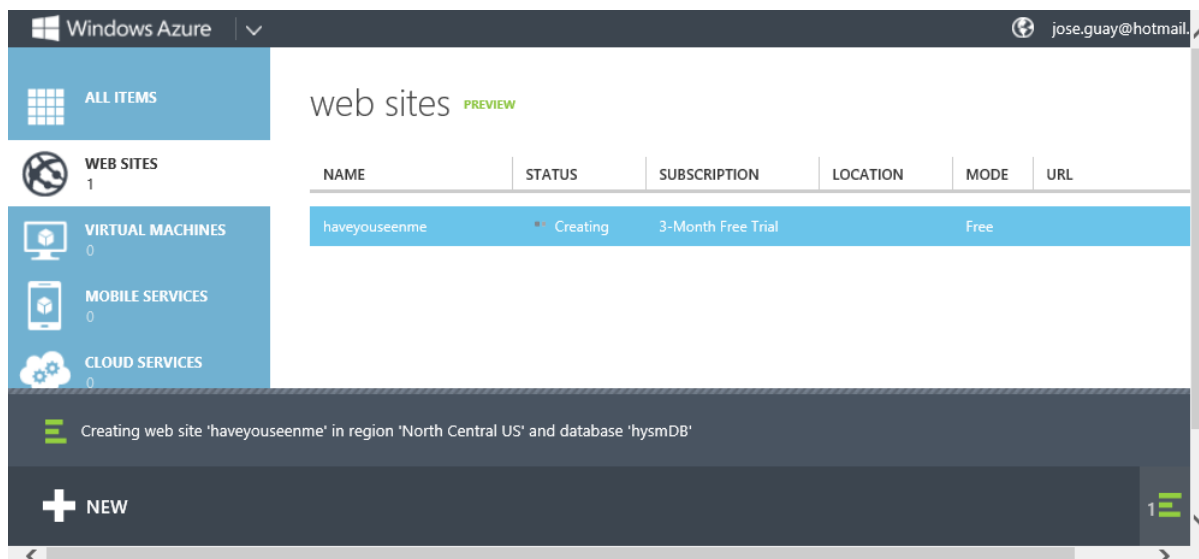 Windows Azure
jose.guay@hotmail.
ALL ITEMS
WEB SITES
1
VIRTUAL MACHINES
0
MOBILE SERVICES
0
CLOUD SERVICES
0
web sites PREVIEW
NAME STATUS SUBSCRIPTION LOCATION MODE URL
haveyouseenme Creating 3-Month Free Trial Free
Creating web site 'haveyouseenme' in region 'North Central US' and database 'hysmDB'
NEW
1